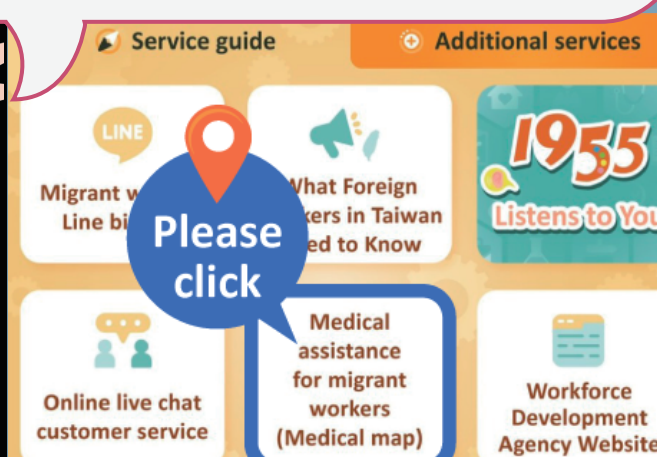 Service guide
Additional services
LINE
Migrant w
Line bi
What Foreign
kers in Taiwan
ed to Know
1955
Listens to You
Please
click
Online live chat
customer service
Medical
assistance
for migrant
workers
(Medical map)
Workforce
Development
Agency Website